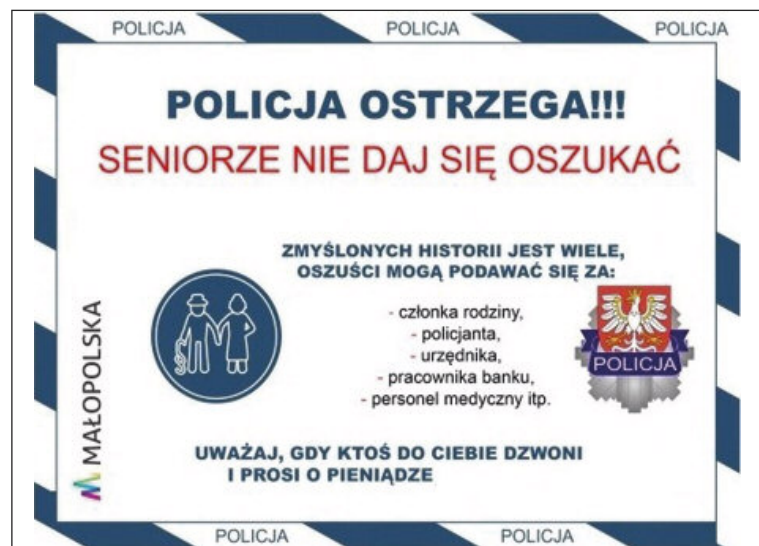 POLICJA POLICJA POLICJA
POLICJA OSTRZEGA!!!
SENIORZE NIE DAJ SIĘ OSZUKAĆ
ZMYŚLONYCH HISTORII JEST WIELE,
OSZUŚCI MOGĄ PODAWAĆ SIĘ ZA:
- członka rodziny,
- policjanta,
- urzędnika,
- pracownika banku,
- personel medyczny itp.
POLICJA
MAŁOPOLSKA
UWAŻAJ, GDY KTOŚ DO CIEBIE DZWONI
I PROSI O PIENIĄDZE
POLICJA POLICJA